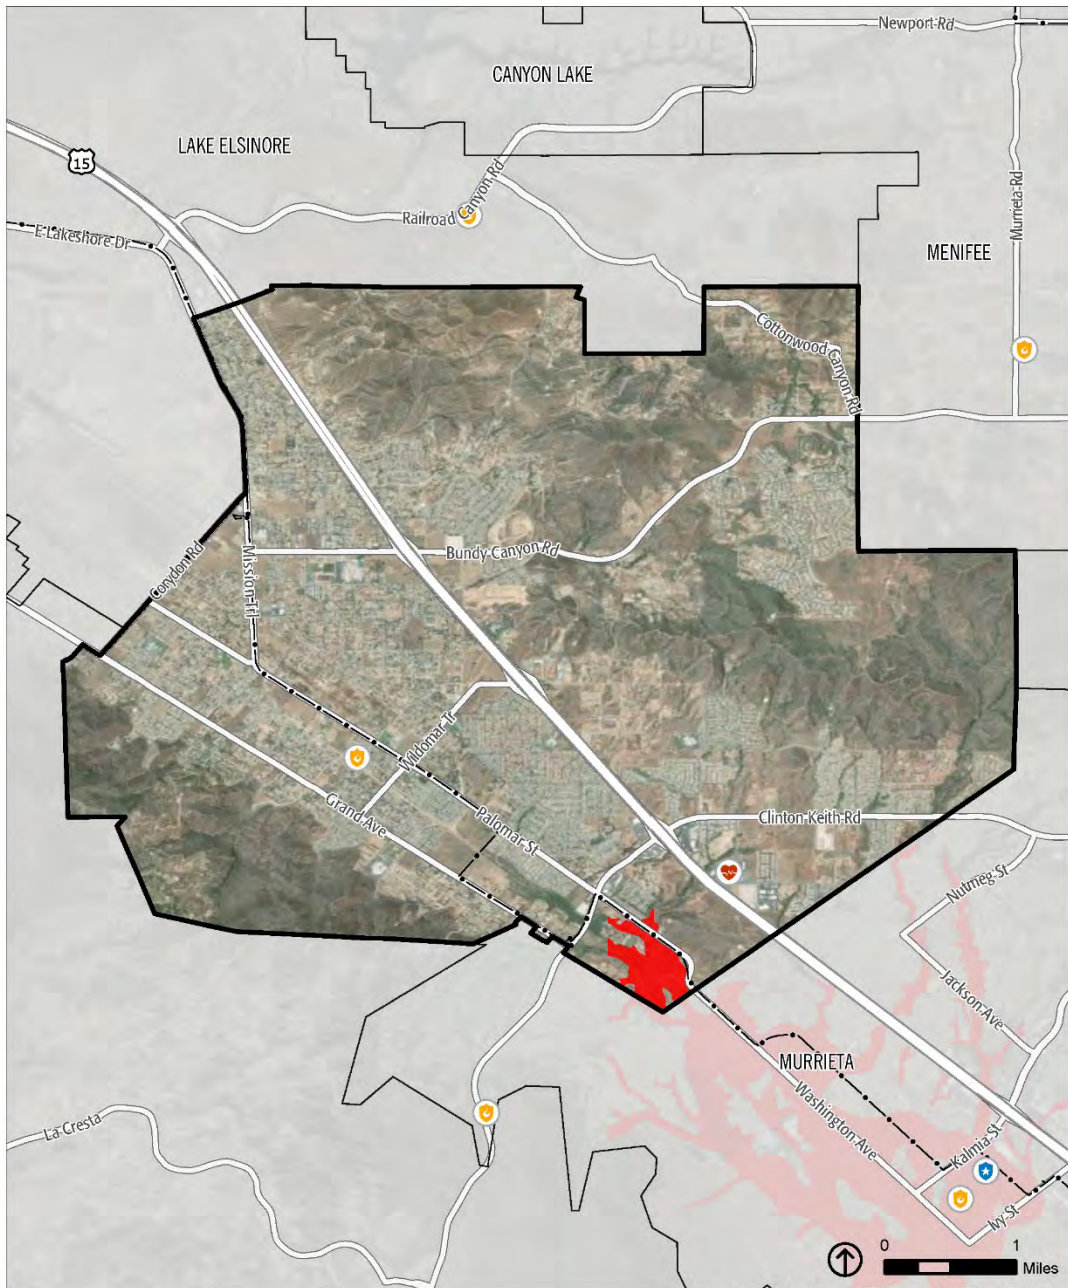 Newport Rd
CANYON LAKE
LAKE ELSINORE
15
Railroad Canyon Rd
Murrieta Rd
E Lakeshore Dr
MENIFEE
Cottonwood Canyon Rd
Corydon Rd
Mission Trl
Bundy Canyon Rd
Wildomar Tr
Grand Ave
Palomar St
Clinton Keith Rd
Nutmeg St
Jackson Ave
MURRIETA
Washington Ave
La Cresta
Kalmia St
Ivy St
0 1
Miles